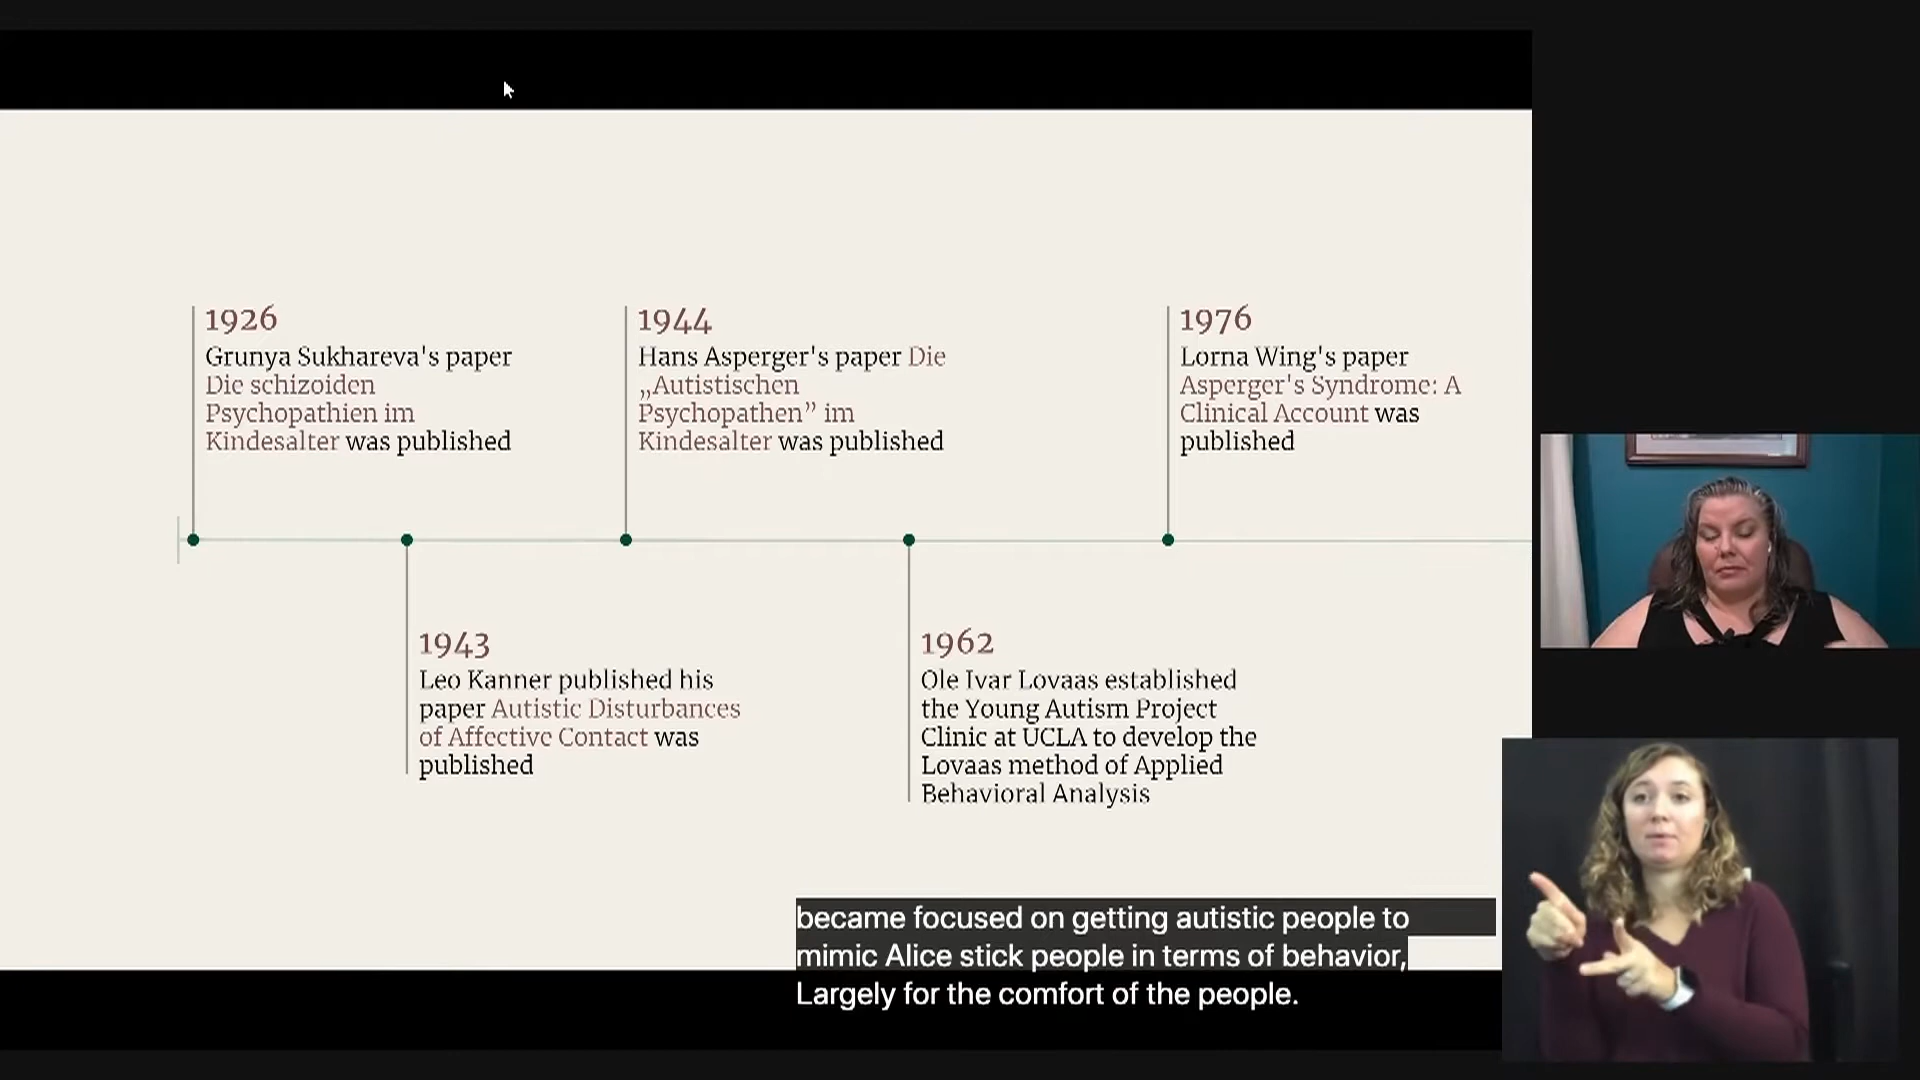 1926
Grunya Sukhareva's paper
Die schizoiden
Psychopathien im
Kindesalter was published
1944
Hans Asperger's paper Die
„Autistischen
Psychopathen” im
Kindesalter was published
1976
Lorna Wing's paper
Asperger's Syndrome: A
Clinical Account was
published
1943
Leo Kanner published his
paper Autistic Disturbances
of Affective Contact was
published
1962
Ole Ivar Lovaas established
the Young Autism Project
Clinic at UCLA to develop the
Lovaas method of Applied
Behavioral Analysis
became focused on getting autistic people to
mimic Alice stick people in terms of behavior,
Largely for the comfort of the people.